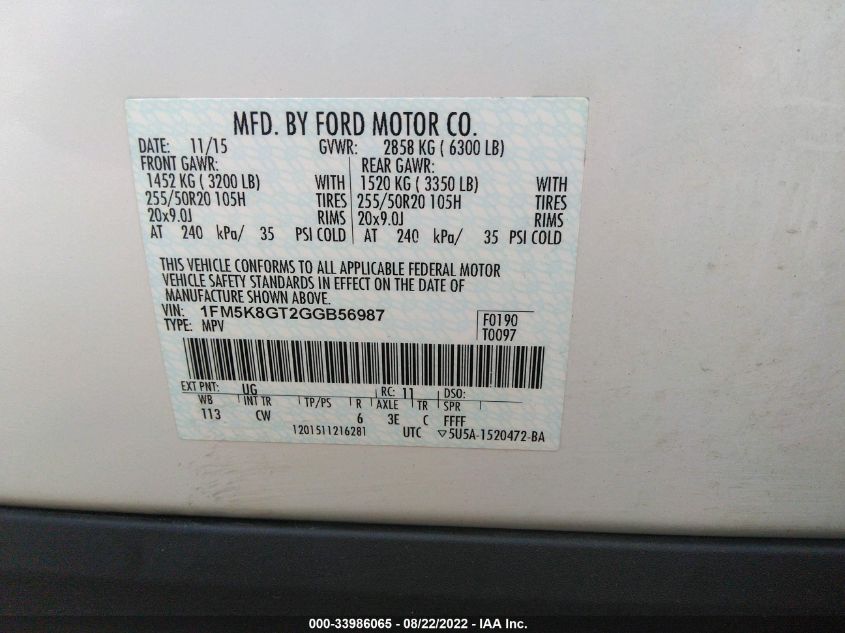 MFD. BY FORD MOTOR CO.
DATE: 11/15 GVWR: 2858 KG ( 6300 LB)
FRONT GAWR: REAR GAWR:
1452 KG ( 3200 LB) WITH 1520 KG ( 3350 LB) WITH
255/50R20 105H TIRES 255/50R20 105H TIRES
20x9.0J RIMS 20x9.0J RIMS
AT 240 kPa/ 35 PSI COLD AT 240 kPa/ 35 PSI COLD
THIS VEHICLE CONFORMS TO ALL APPLICABLE FEDERAL MOTOR
VEHICLE SAFETY STANDARDS IN EFFECT ON THE DATE OF
MANUFACTURE SHOWN ABOVE.
VIN: 1FM5K8GT2GGB56987 F0190
TYPE: MPV T0097
EXT PNT: UG RC: 11 DSO:
WB INT TR TP/PS R AXLE TR SPR
113 CW 6 3E C FFFF
1201511216281 UTC ▽5U5A-1520472-BA
000-33986065 - 08/22/2022 - IAA Inc.